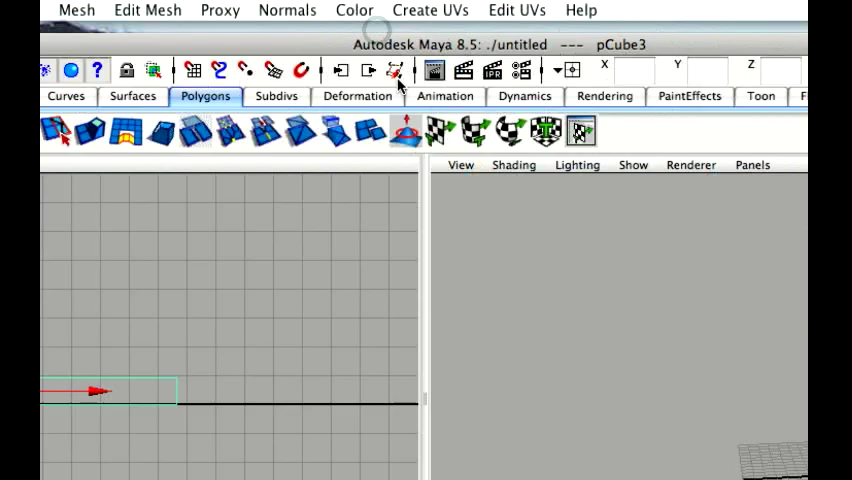 Mesh Edit Mesh Proxy Normals Color Create UVs Edit UVs Help
Autodesk Maya 8.5: ./untitled --- pCube3
? IPR X Y Z
Curves Surfaces Polygons Subdivs Deformation Animation Dynamics Rendering PaintEffects Toon F
View Shading Lighting Show Renderer Panels